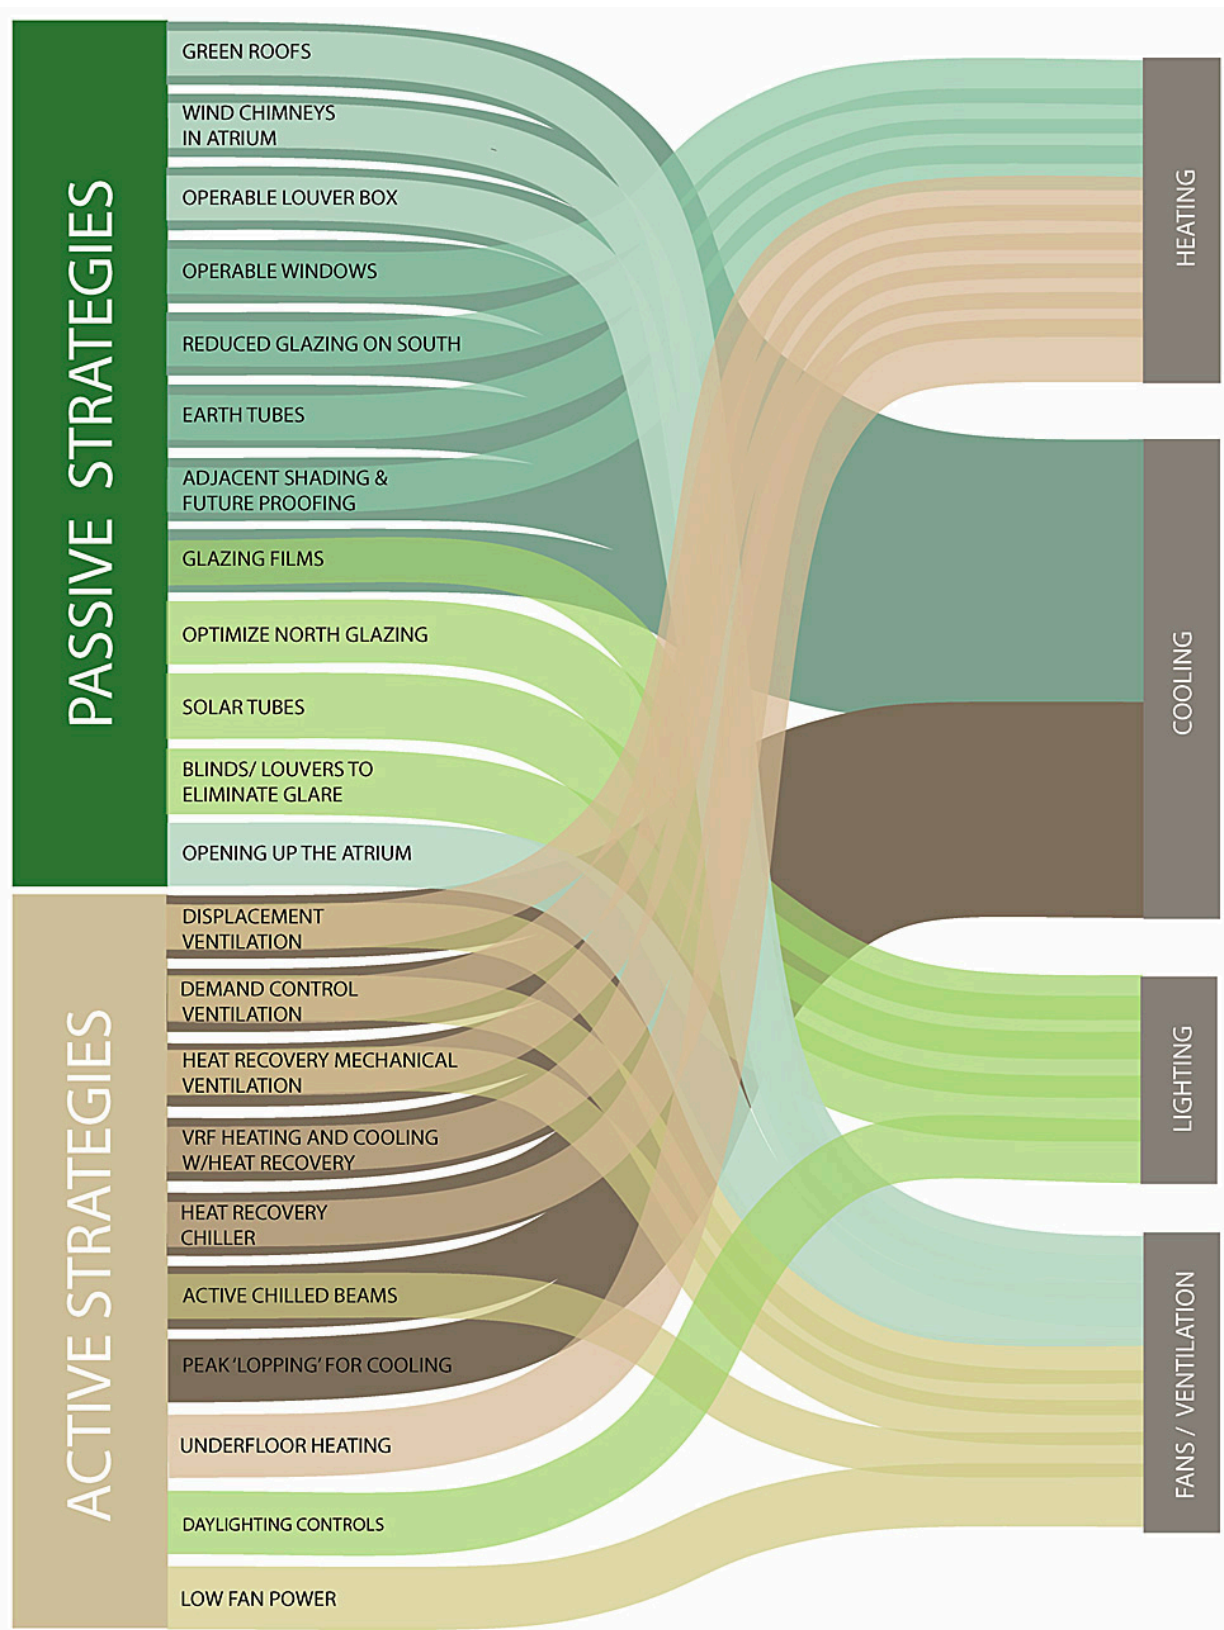 PASSIVE STRATEGIES
GREEN ROOFS
WIND CHIMNEYS
IN ATRIUM
OPERABLE LOUVER BOX
OPERABLE WINDOWS
REDUCED GLAZING ON SOUTH
EARTH TUBES
ADJACENT SHADING &
FUTURE PROOFING
GLAZING FILMS
OPTIMIZE NORTH GLAZING
SOLAR TUBES
BLINDS/ LOUVERS TO
ELIMINATE GLARE
OPENING UP THE ATRIUM
ACTIVE STRATEGIES
DISPLACEMENT
VENTILATION
DEMAND CONTROL
VENTILATION
HEAT RECOVERY MECHANICAL
VENTILATION
VRF HEATING AND COOLING
W/HEAT RECOVERY
HEAT RECOVERY
CHILLER
ACTIVE CHILLED BEAMS
PEAK 'LOPPING' FOR COOLING
UNDERFLOOR HEATING
DAYLIGHTING CONTROLS
LOW FAN POWER
HEATING
COOLING
LIGHTING
FANS / VENTILATION